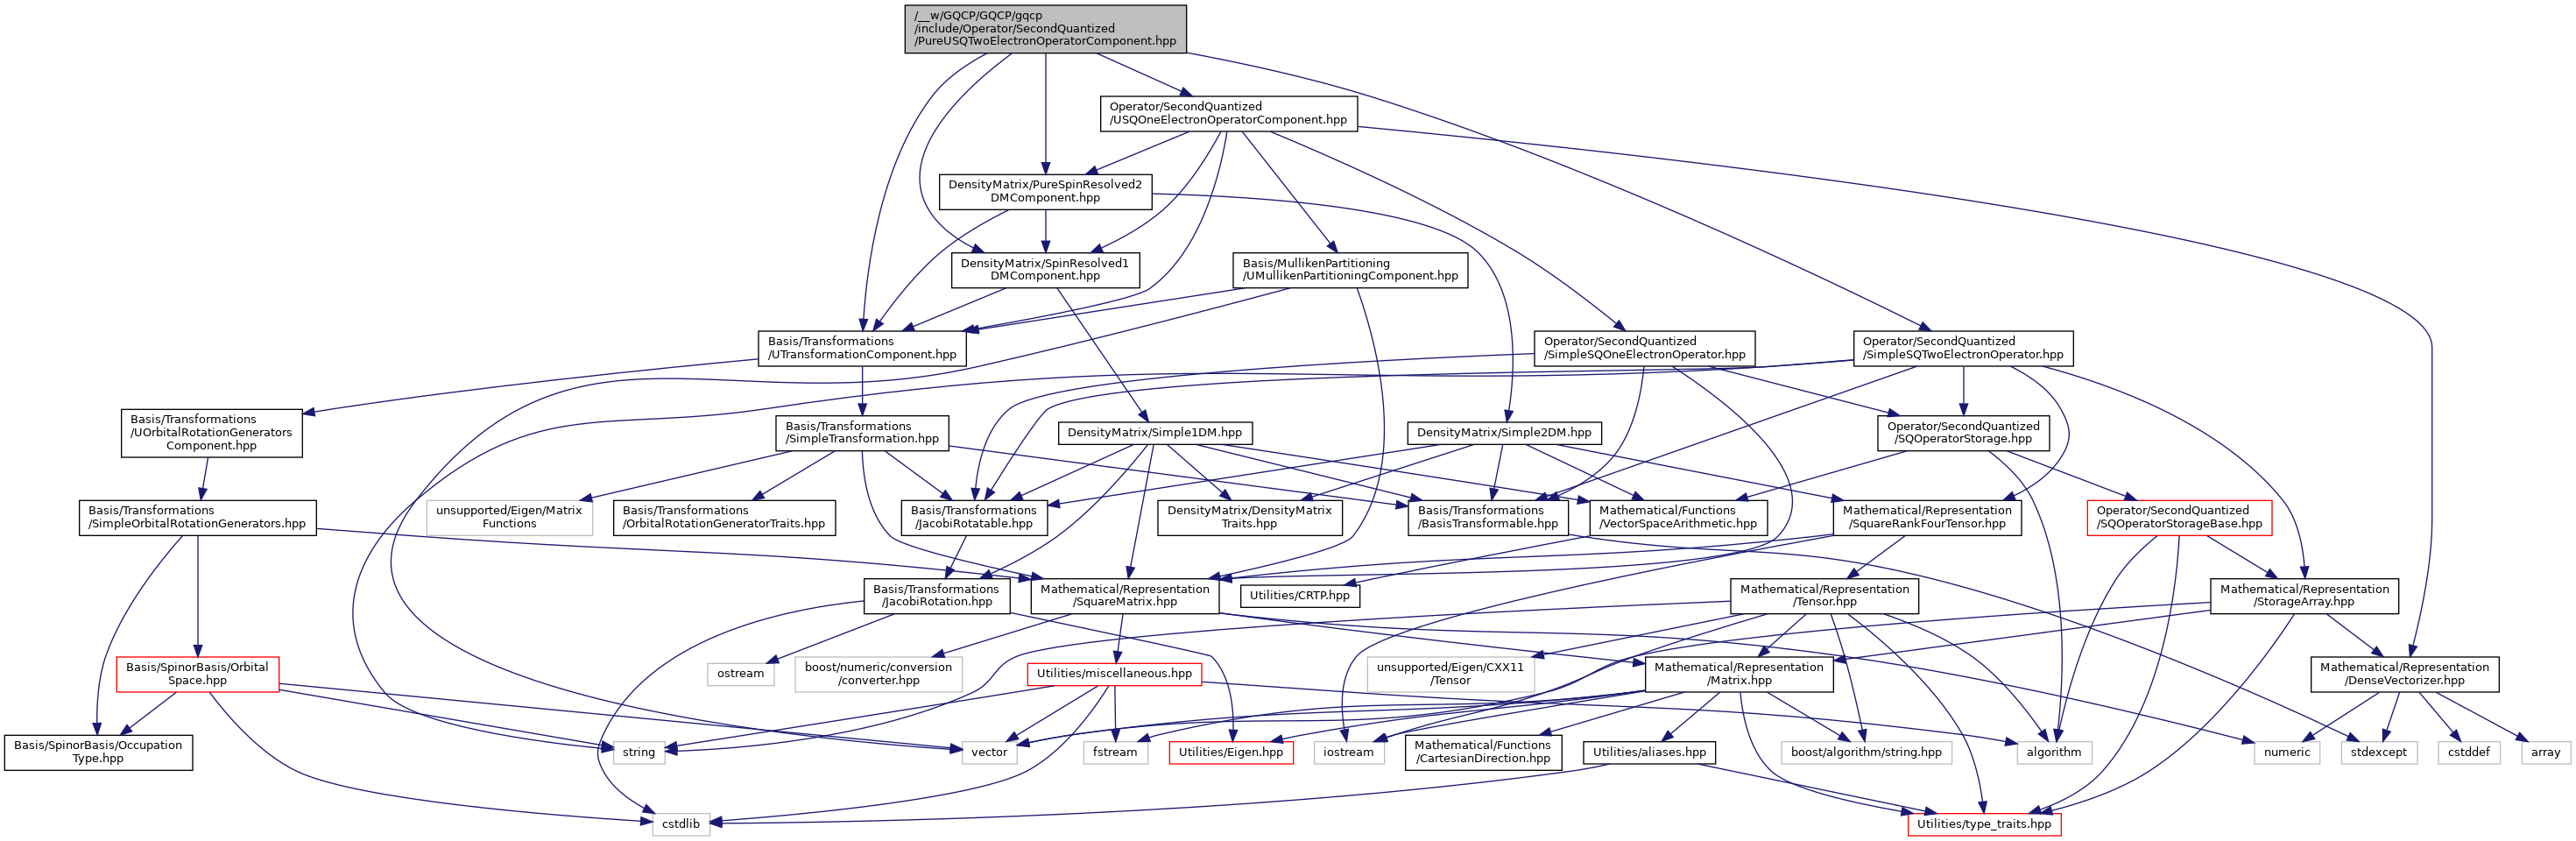 /__w/GQCP/GQCP/gqcp
/include/Operator/SecondQuantized
/PureUSQTwoElectronOperatorComponent.hpp
Operator/SecondQuantized
/USQOneElectronOperatorComponent.hpp
DensityMatrix/PureSpinResolved2
DMComponent.hpp
DensityMatrix/SpinResolved1
DMComponent.hpp
Basis/MullikenPartitioning
/UMullikenPartitioningComponent.hpp
Basis/Transformations
/UTransformationComponent.hpp
Operator/SecondQuantized
/SimpleSQOneElectronOperator.hpp
Operator/SecondQuantized
/SimpleSQTwoElectronOperator.hpp
Basis/Transformations
/UOrbitalRotationGenerators
Component.hpp
Basis/Transformations
/SimpleTransformation.hpp
DensityMatrix/Simple1DM.hpp
DensityMatrix/Simple2DM.hpp
Operator/SecondQuantized
/SQOperatorStorage.hpp
Basis/Transformations
/SimpleOrbitalRotationGenerators.hpp
unsupported/Eigen/Matrix
Functions
Basis/Transformations
/OrbitalRotationGeneratorTraits.hpp
Basis/Transformations
/JacobiRotatable.hpp
DensityMatrix/DensityMatrix
Traits.hpp
Basis/Transformations
/BasisTransformable.hpp
Mathematical/Functions
/VectorSpaceArithmetic.hpp
Mathematical/Representation
/SquareRankFourTensor.hpp
Operator/SecondQuantized
/SQOperatorStorageBase.hpp
Basis/Transformations
/JacobiRotation.hpp
Mathematical/Representation
/SquareMatrix.hpp
Utilities/CRTP.hpp
Mathematical/Representation
/Tensor.hpp
Mathematical/Representation
/StorageArray.hpp
Basis/SpinorBasis/Orbital
Space.hpp
ostream
boost/numeric/conversion
/converter.hpp
Utilities/miscellaneous.hpp
unsupported/Eigen/CXX11
/Tensor
Mathematical/Representation
/Matrix.hpp
Mathematical/Representation
/DenseVectorizer.hpp
Basis/SpinorBasis/Occupation
Type.hpp
string
vector
fstream
Utilities/Eigen.hpp
iostream
Mathematical/Functions
/CartesianDirection.hpp
Utilities/aliases.hpp
boost/algorithm/string.hpp
algorithm
numeric
stdexcept
cstddef
array
cstdlib
Utilities/type_traits.hpp